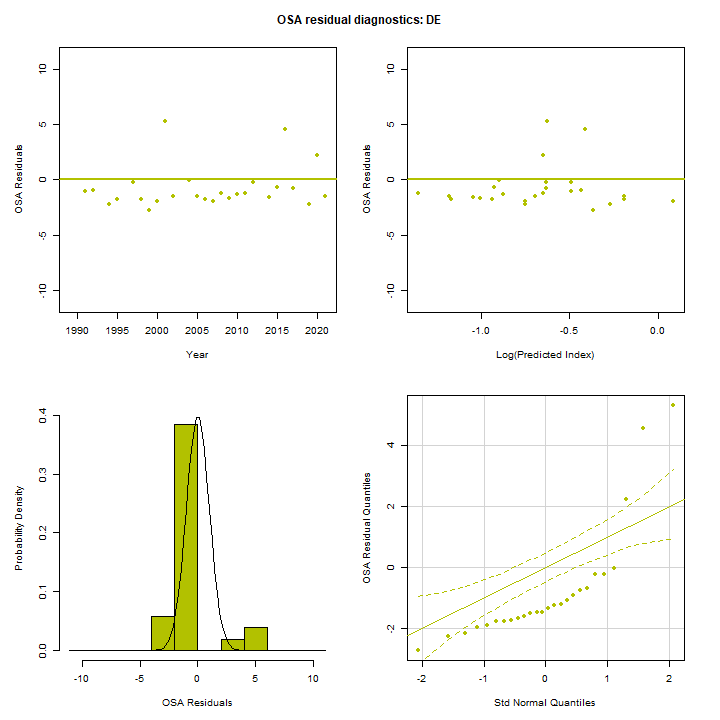 OSA residual diagnostics: DE
OSA Residuals
10
5
0
-5
-10
1990 1995 2000 2005 2010 2015 2020
Year
OSA Residuals
10
5
0
-5
-10
-1.0 -0.5 0.0
Log(Predicted Index)
Probability Density
0.4
0.3
0.2
0.1
0.0
-10 -5 0 5 10
OSA Residuals
OSA Residual Quantiles
4
2
0
-2
-2 -1 0 1 2
Std Normal Quantiles